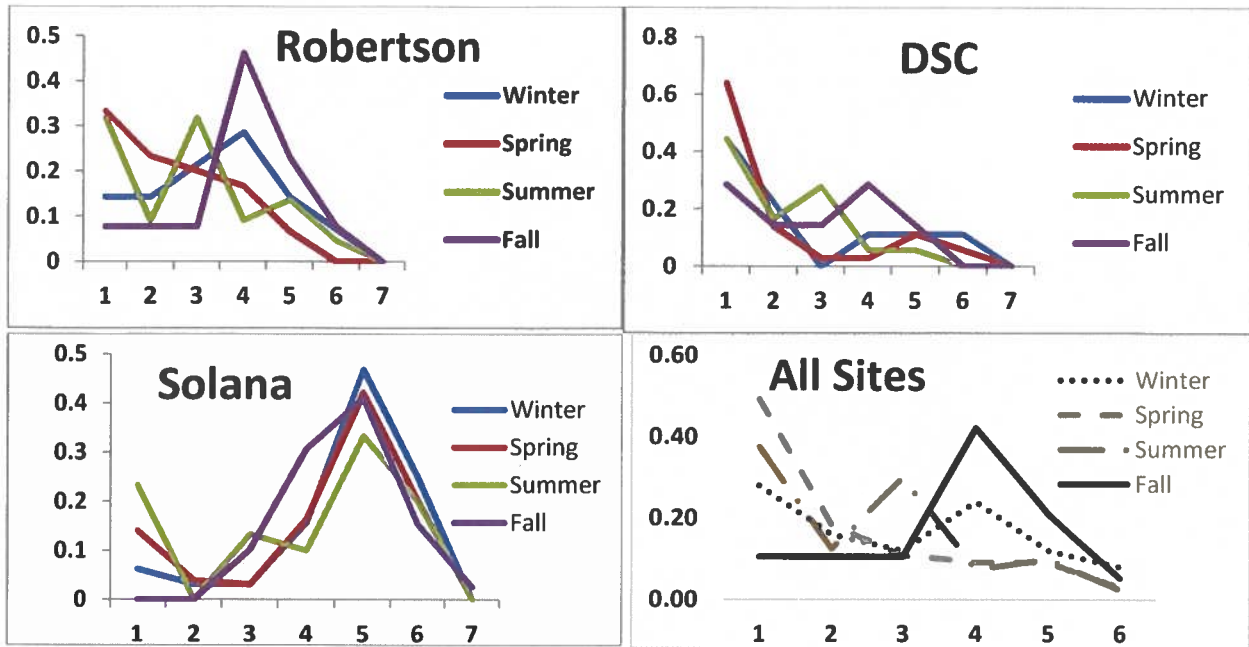 Robertson
0.5
0.4
0.3
0.2
0.1
0
1 2 3 4 5 6 7
Winter
Spring
Summer
Fall
DSC
0.8
0.6
0.4
0.2
0
1 2 3 4 5 6 7
Winter
Spring
Summer
Fall
Solana
0.5
0.4
0.3
0.2
0.1
0
1 2 3 4 5 6 7
Winter
Spring
Summer
Fall
All Sites
0.60
0.40
0.20
0.00
1 2 3 4 5 6
Winter
Spring
Summer
Fall